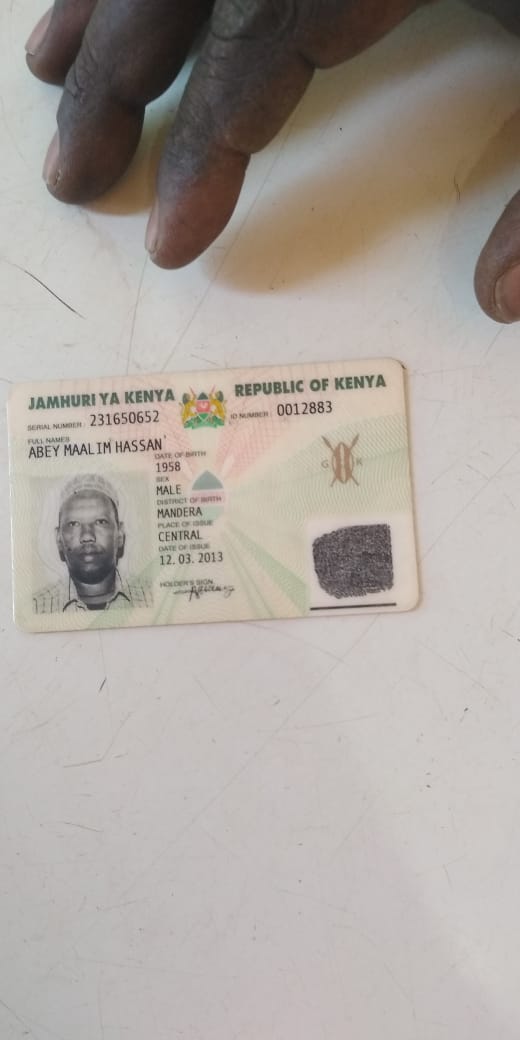 JAMHURI YA KENYA REPUBLIC OF KENYA
SERIAL NUMBER 231650652 ID NUMBER 0012883
FULL NAMES
ABEY MAALIM HASSAN
DATE OF BIRTH
1958
SEX
MALE
DISTRICT OF BIRTH
MANDERA
PLACE OF ISSUE
CENTRAL
DATE OF ISSUE
12.03.2013
HOLDER'S SIGN.
G K